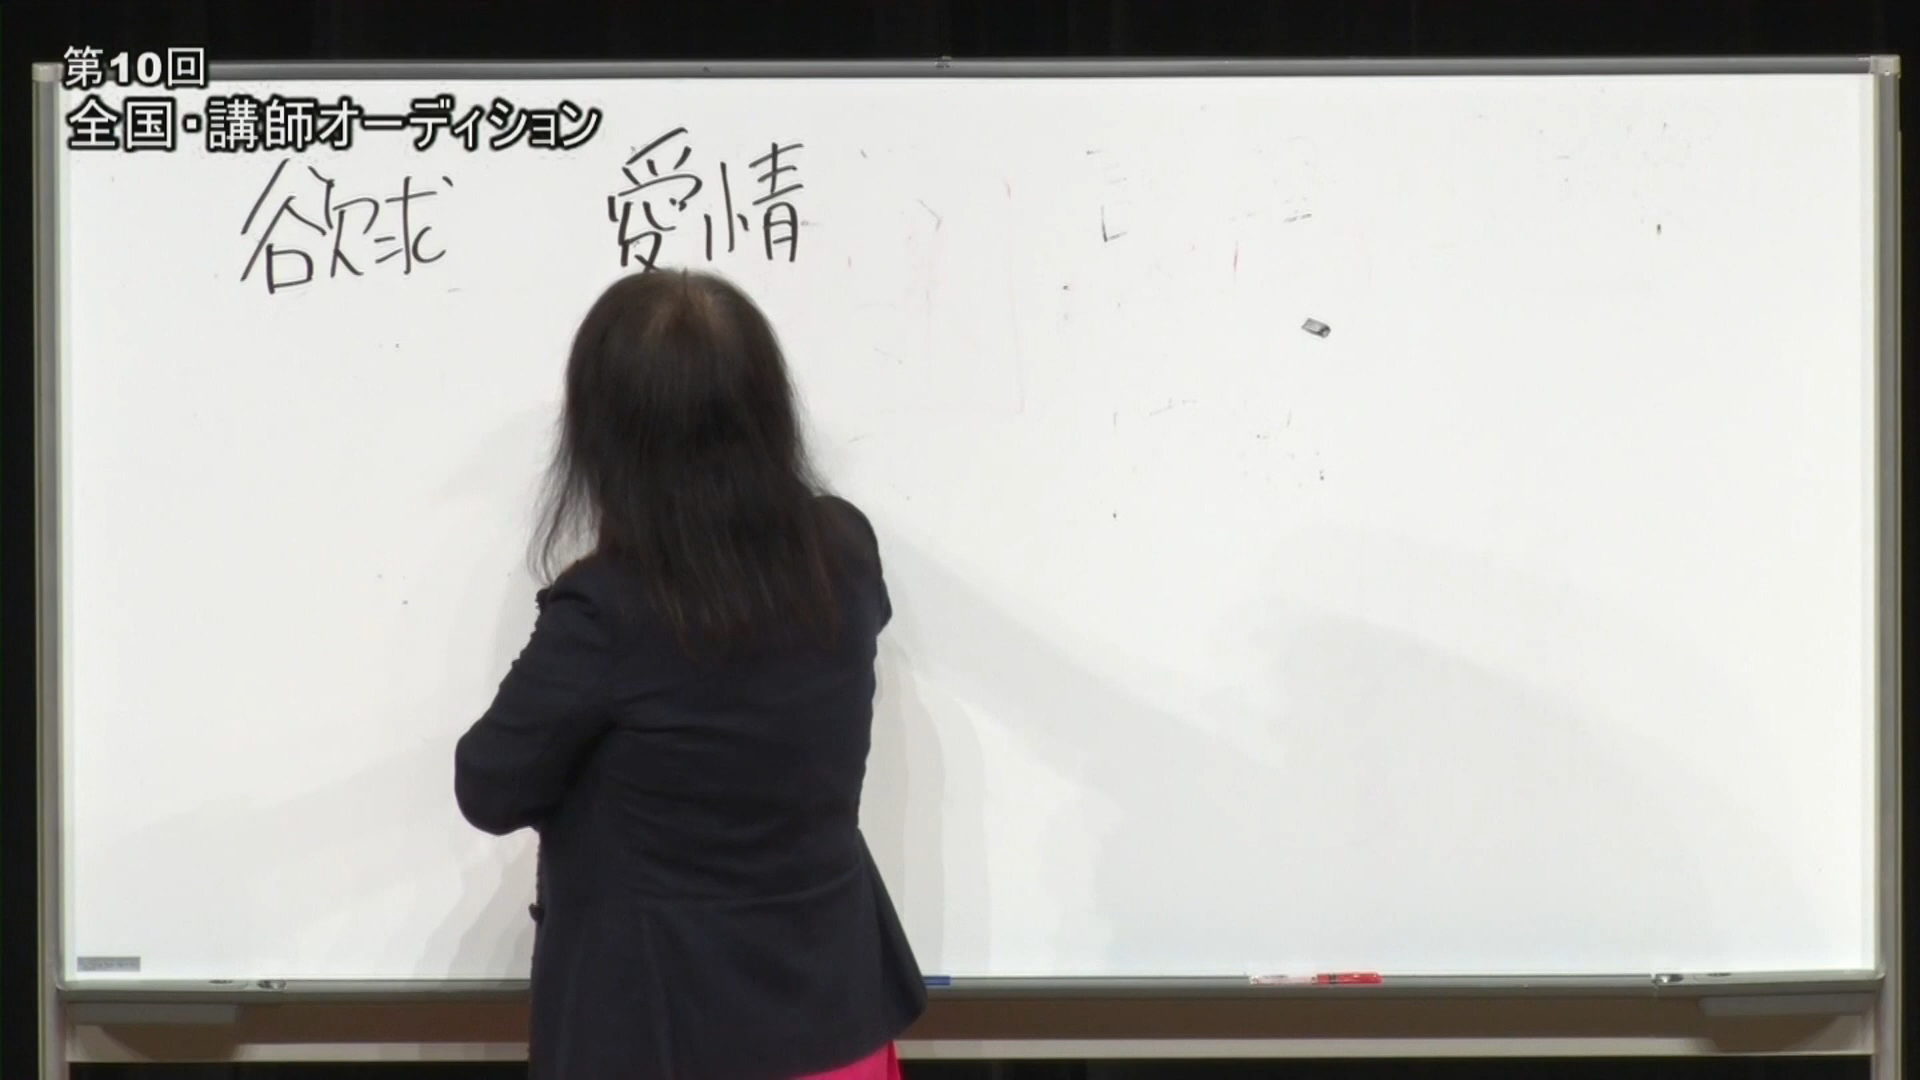 第10回
全国・講師オーディション
欲求 愛情